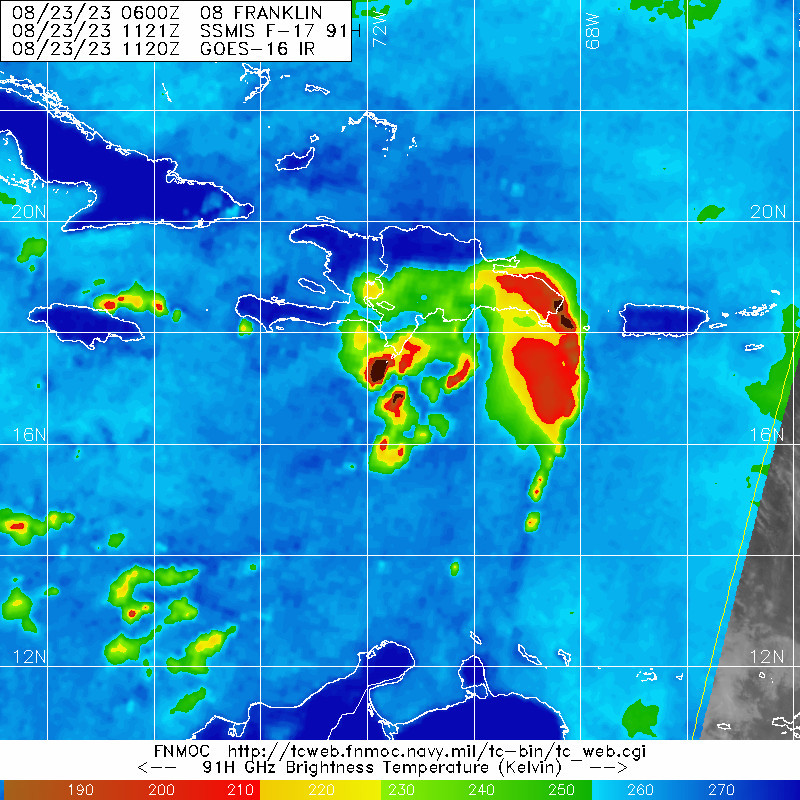 08/23/23 0600Z 08 FRANKLIN
08/23/23 1121Z SSMIS F-17 91H
08/23/23 1120Z GOES-16 IR
72W
68W
20N 20N
16N 16N
12N 12N
FNMOC http://tcweb.fnmoc.navy.mil/tc-bin/tc_web.cgi
<-- 91H GHz Brightness Temperature (Kelvin) -->
190 200 210 220 230 240 250 260 270